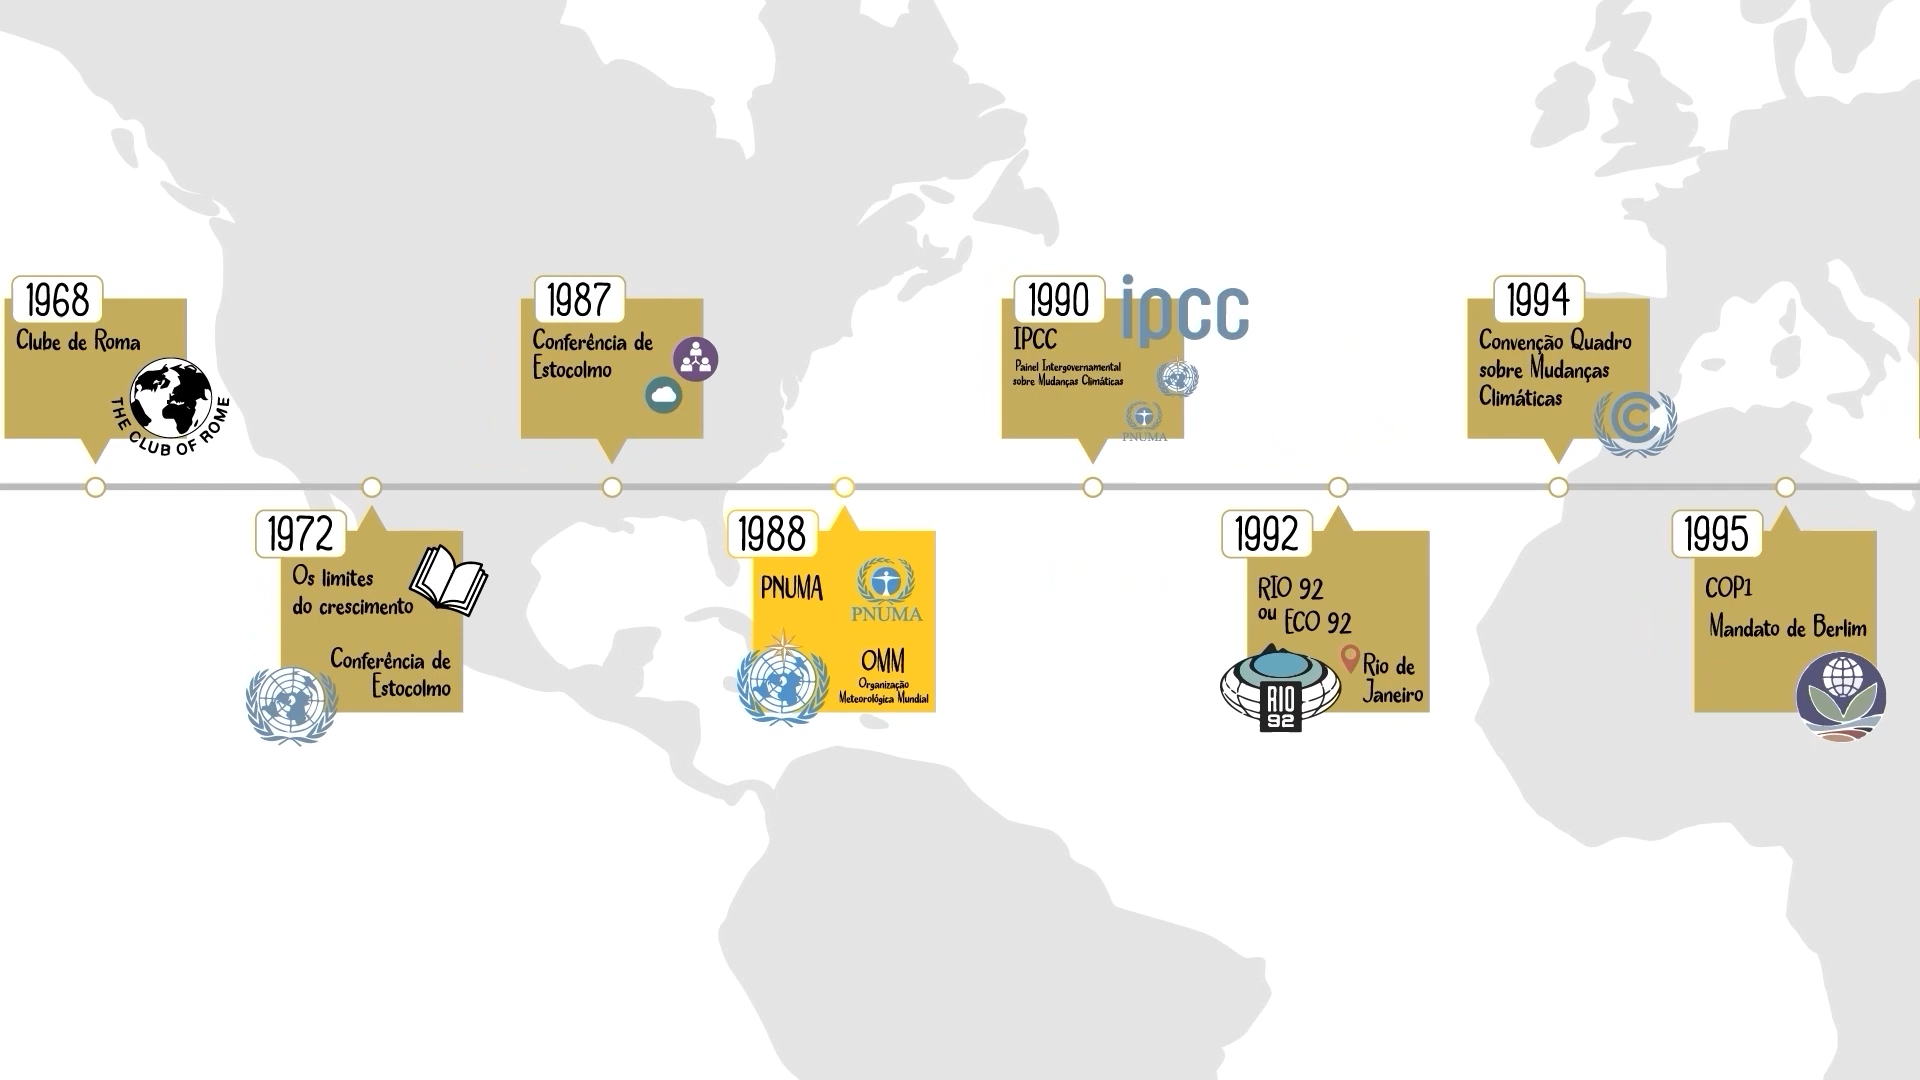 1968
Clube de Roma
THE CLUB OF ROME
1972
Os limites
do crescimento
Conferência de
Estocolmo
1987
Conferência de
Estocolmo
1988
PNUMA
PNUMA
OMM
Organização
Meteorológica Mundial
1990
ipcc
IPCC
Painel Intergovernamental
sobre Mudanças Climáticas
PNUMA
1992
RIO 92
ou ECO 92
RIO
92
Rio de
Janeiro
1994
Convenção Quadro
sobre Mudanças
Climáticas
1995
COP1
Mandato de Berlim